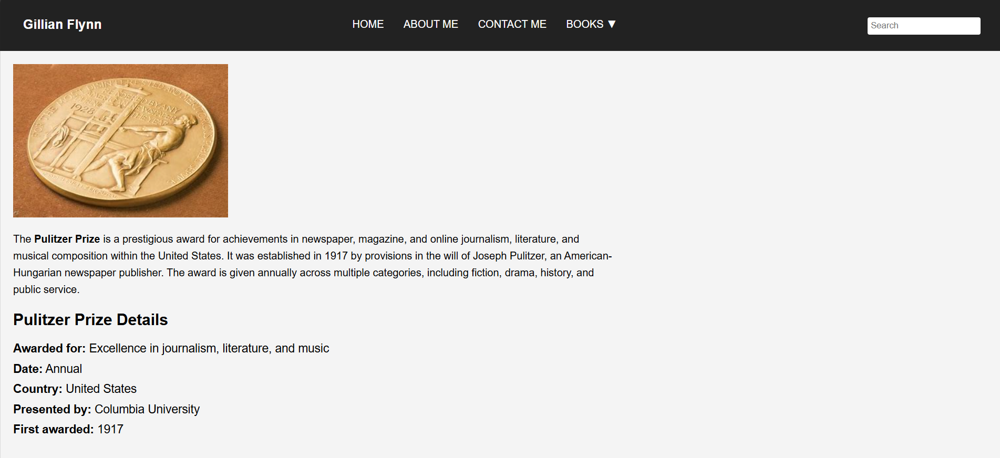 Gillian Flynn
HOME ABOUT ME CONTACT ME BOOKS ▼
Search
FOR THE MOST DISINTERESTED AND MERITORIOUS PUBLIC
RENDERED BY ANY
AMERICAN NEWSPAPER
DURING THE YEAR
1928
The Pulitzer Prize is a prestigious award for achievements in newspaper, magazine, and online journalism, literature, and
musical composition within the United States. It was established in 1917 by provisions in the will of Joseph Pulitzer, an American-
Hungarian newspaper publisher. The award is given annually across multiple categories, including fiction, drama, history, and
public service.
Pulitzer Prize Details
Awarded for: Excellence in journalism, literature, and music
Date: Annual
Country: United States
Presented by: Columbia University
First awarded: 1917